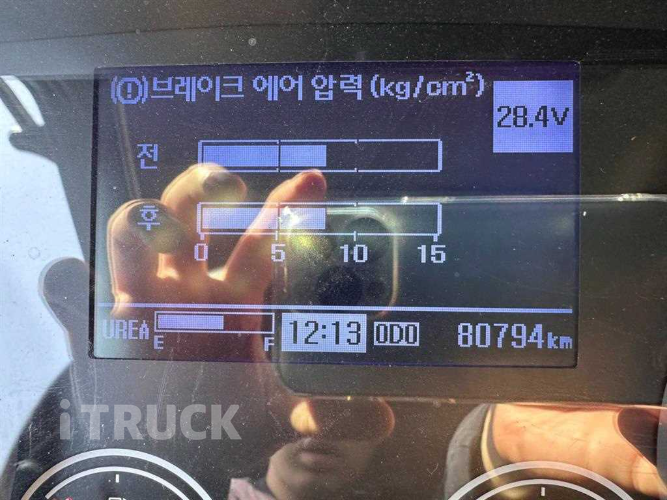 (!)브레이크 에어 압력(kg/cm²)
28.4V
전
후
0 5 10 15
UREA E F 12:13 ODO 80794km
iTRUCK